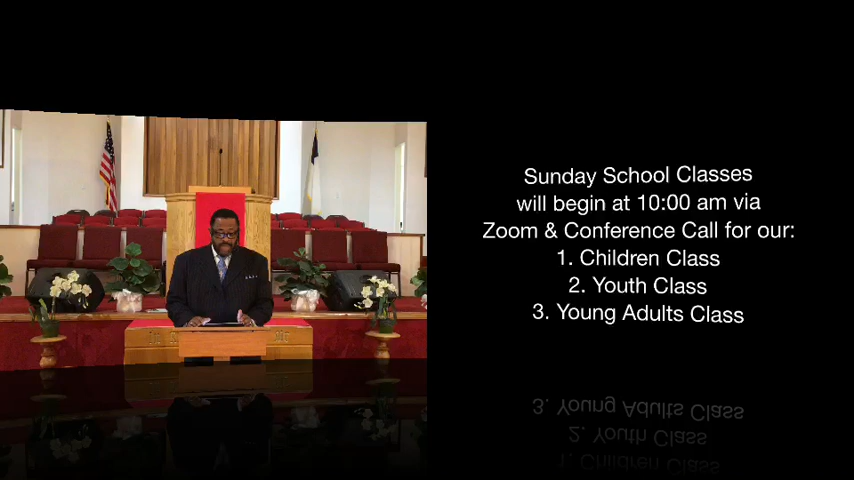 Sunday School Classes
will begin at 10:00 am via
Zoom & Conference Call for our:
1. Children Class
2. Youth Class
3. Young Adults Class